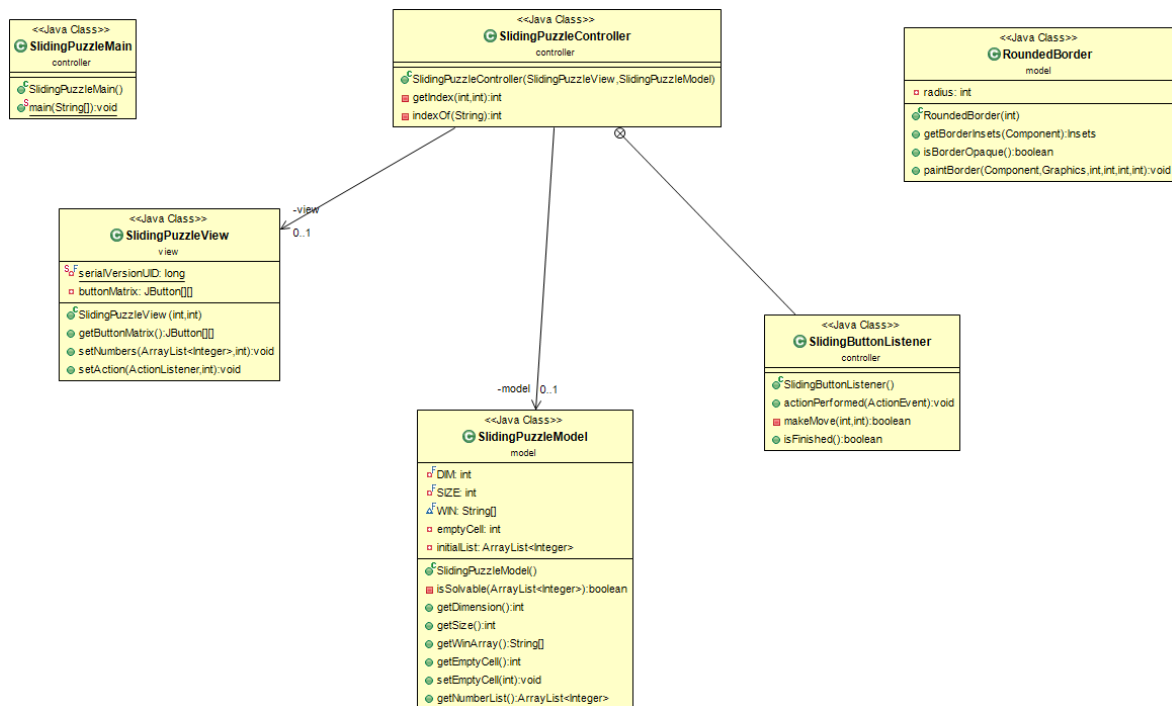 <<Java Class>>
SlidingPuzzleMain
controller
SlidingPuzzleMain()
main(String[]):void
<<Java Class>>
SlidingPuzzleController
controller
SlidingPuzzleController(SlidingPuzzleView,SlidingPuzzleModel)
getIndex(int,int):int
indexOf(String):int
<<Java Class>>
RoundedBorder
model
radius: int
RoundedBorder(int)
getBorderInsets(Component):Insets
isBorderOpaque():boolean
paintBorder(Component,Graphics,int,int,int,int):void
-view
0..1
<<Java Class>>
SlidingPuzzleView
view
serialVersionUID: long
buttonMatrix: JButton[][]
SlidingPuzzleView(int,int)
getButtonMatrix():JButton[][]
setNumbers(ArrayList<Integer>,int):void
setAction(ActionListener,int):void
<<Java Class>>
SlidingButtonListener
controller
SlidingButtonListener()
actionPerformed(ActionEvent):void
makeMove(int,int):boolean
isFinished():boolean
-model
0..1
<<Java Class>>
SlidingPuzzleModel
model
DIM: int
SIZE: int
WIN: String[]
emptyCell: int
initialList: ArrayList<Integer>
SlidingPuzzleModel()
isSolvable(ArrayList<Integer>):boolean
getDimension():int
getSize():int
getWinArray():String[]
getEmptyCell():int
setEmptyCell(int):void
getNumberList():ArrayList<Integer>